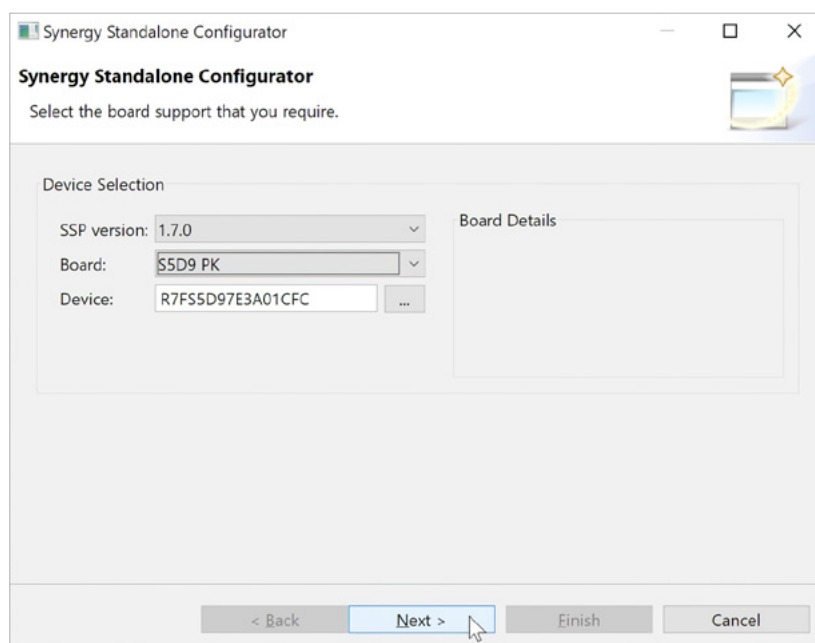 Synergy Standalone Configurator
Synergy Standalone Configurator
Select the board support that you require.
Device Selection
SSP version: 1.7.0
Board: S5D9 PK
Device: R7FS5D97E3A01CFC ...
Board Details
< Back Next > Finish Cancel